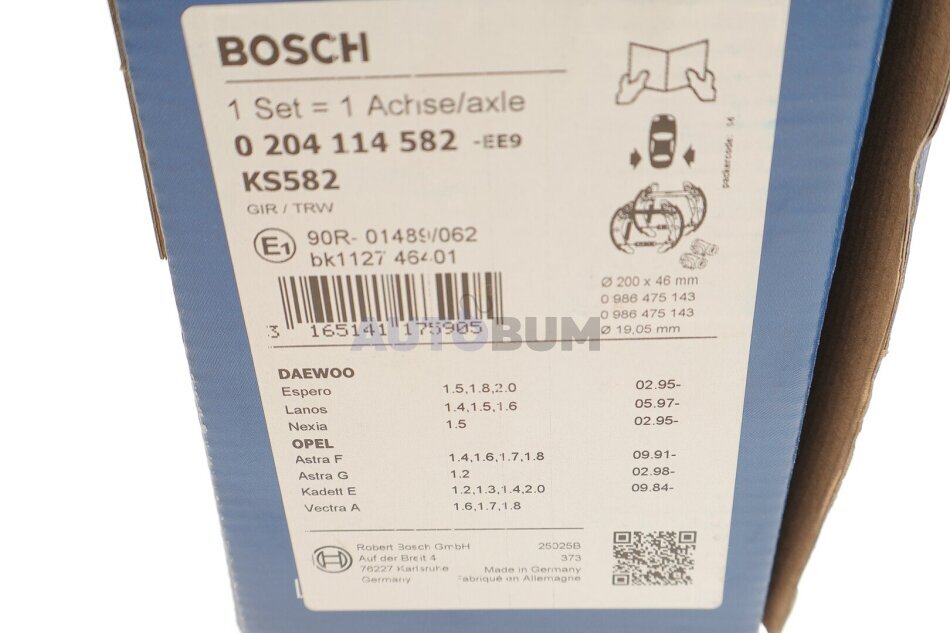 BOSCH
1 Set = 1 Achse/axle
0 204 114 582 -EE9
KS582
GIR / TRW
E1
90R- 01489/062
bk1127 46401
3 165141 175905
packercode: 14
Ø 200 x 46 mm
0 986 475 143
0 986 475 143
Ø 19,05 mm
AUTOBUM
DAEWOO
Espero 1.5,1.8,2.0 02.95-
Lanos 1.4,1.5,1.6 05.97-
Nexia 1.5 02.95-
OPEL
Astra F 1.4,1.6,1.7,1.8 09.91-
Astra G 1.2 02.98-
Kadett E 1.2,1.3,1.4,2.0 09.84-
Vectra A 1.6,1.7,1.8
Robert Bosch GmbH 25025B
Auf der Breit 4 373
76227 Karlsruhe Made in Germany
Germany Fabriqué en Allemagne